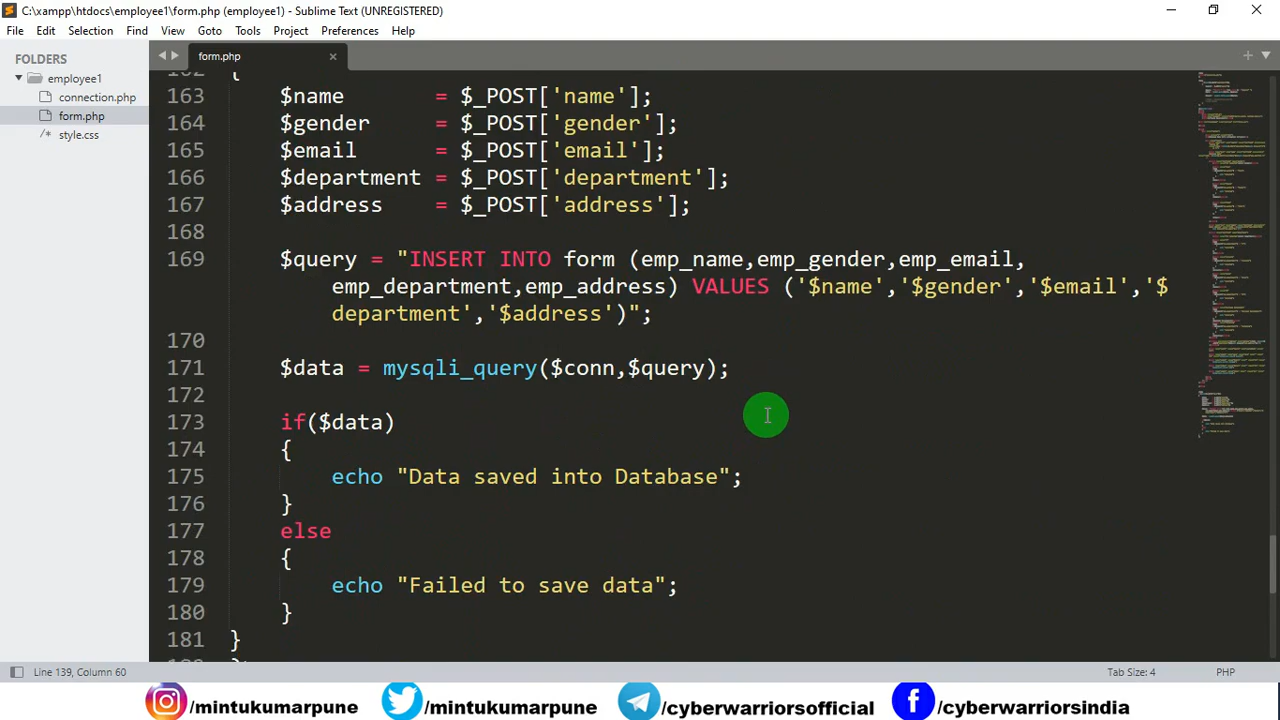 C:\xampp\htdocs\employee1\form.php (employee1) - Sublime Text (UNREGISTERED)
File Edit Selection Find View Goto Tools Project Preferences Help
FOLDERS
employee1
connection.php
form.php
/* style.css
form.php
163 $name = $_POST['name'];
164 $gender = $_POST['gender'];
165 $email = $_POST['email'];
166 $department = $_POST['department'];
167 $address = $_POST['address'];
168
169 $query = "INSERT INTO form (emp_name,emp_gender,emp_email,
emp_department,emp_address) VALUES ('$name','$gender','$email','$
department','$address')";
170
171 $data = mysqli_query($conn,$query);
172
173 if($data)
174 {
175 echo "Data saved into Database";
176 }
177 else
178 {
179 echo "Failed to save data";
180 }
181 }
Line 139, Column 60
Tab Size: 4
PHP
/mintukumarpune
/mintukumarpune
/cyberwarriorsofficial
/cyberwarriorsindia